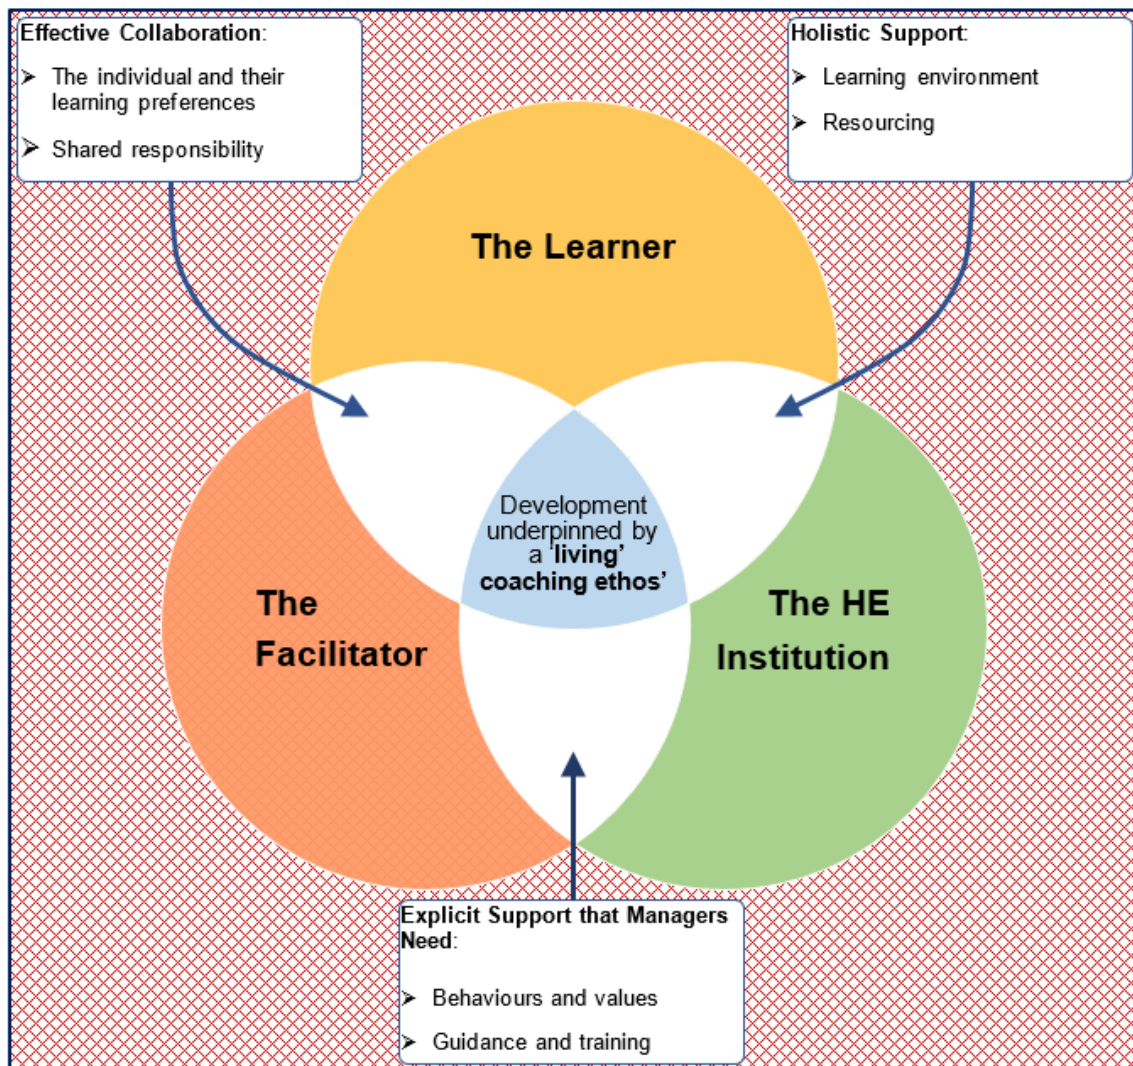 Effective Collaboration:
➤ The individual and their
learning preferences
➤ Shared responsibility
Holistic Support:
➤ Learning environment
➤ Resourcing
The Learner
Development
underpinned by
a ‘living’
coaching ethos’
The
Facilitator
The HE
Institution
Explicit Support that Managers
Need:
➤ Behaviours and values
➤ Guidance and training